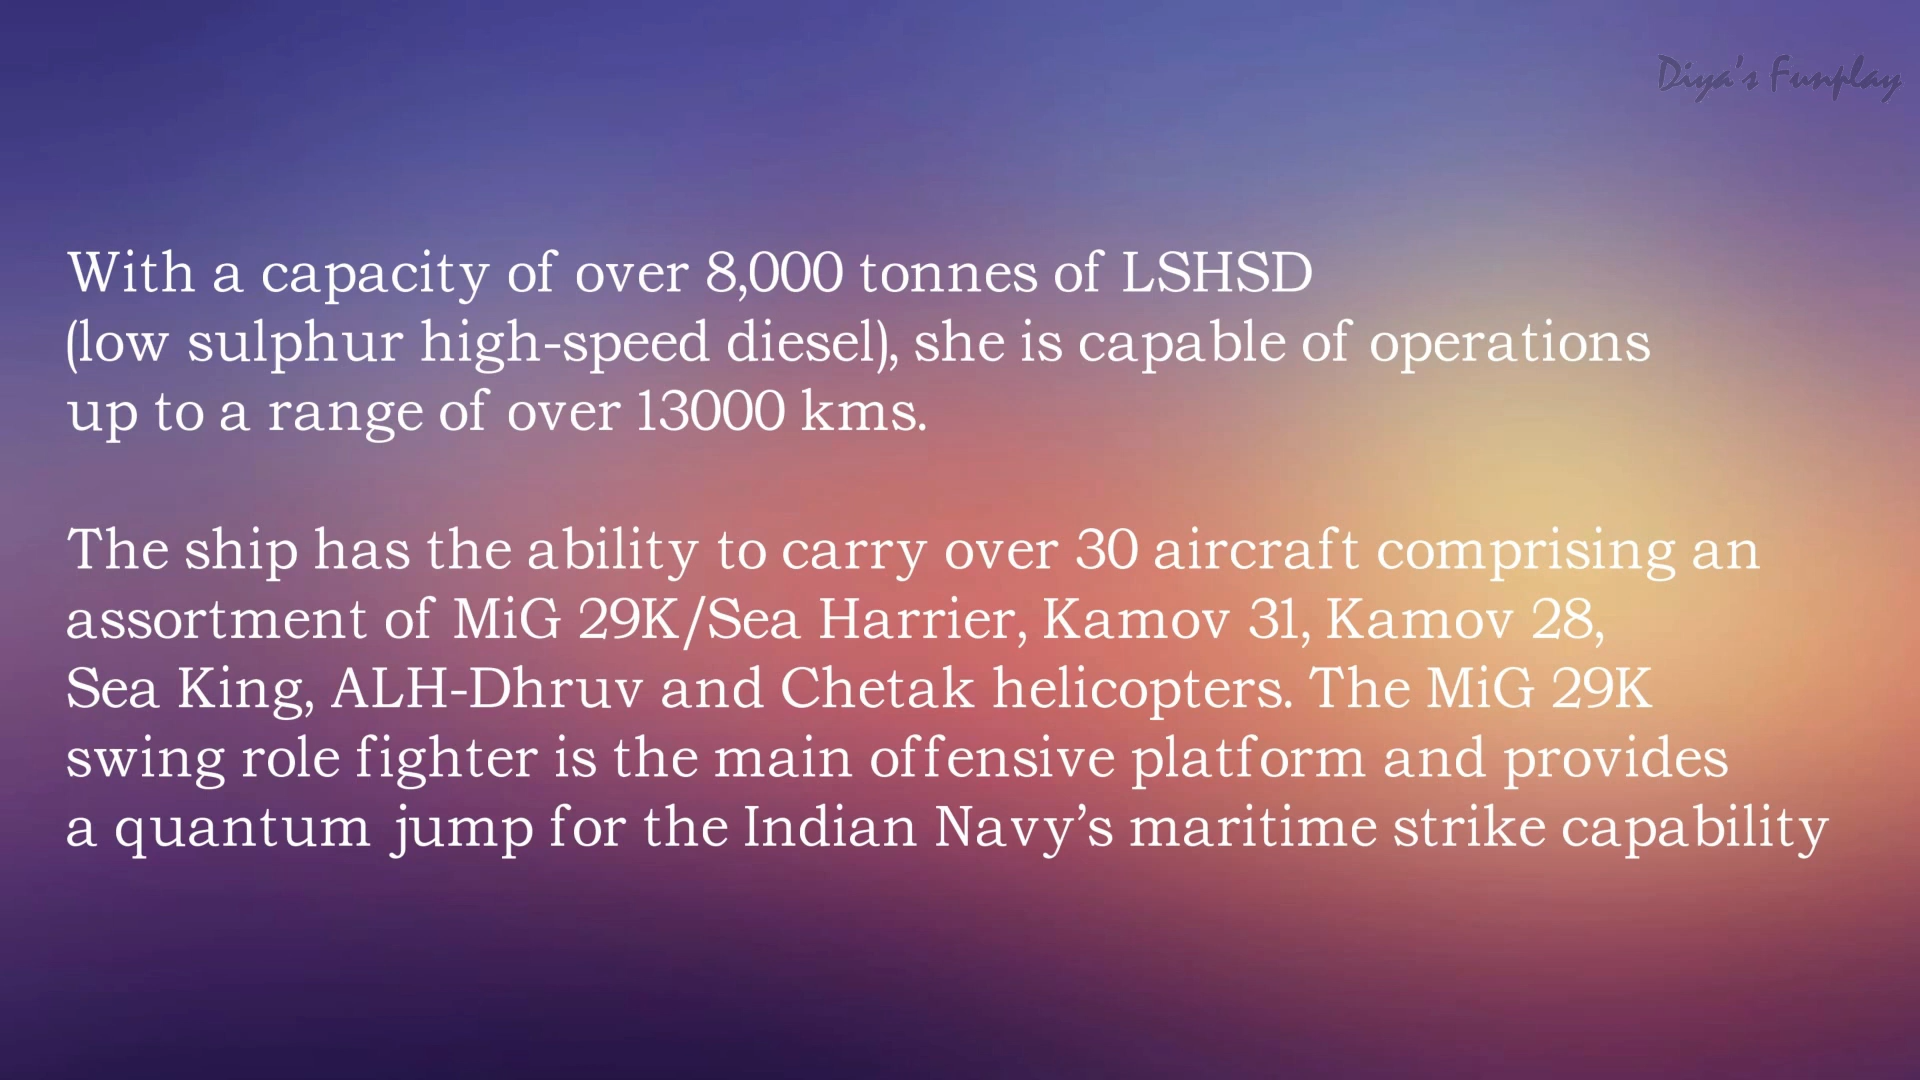 Diya's Funplay
With a capacity of over 8,000 tonnes of LSHSD
(low sulphur high-speed diesel), she is capable of operations
up to a range of over 13000 kms.
The ship has the ability to carry over 30 aircraft comprising an
assortment of MiG 29K/Sea Harrier, Kamov 31, Kamov 28,
Sea King, ALH-Dhruv and Chetak helicopters. The MiG 29K
swing role fighter is the main offensive platform and provides
a quantum jump for the Indian Navy’s maritime strike capability